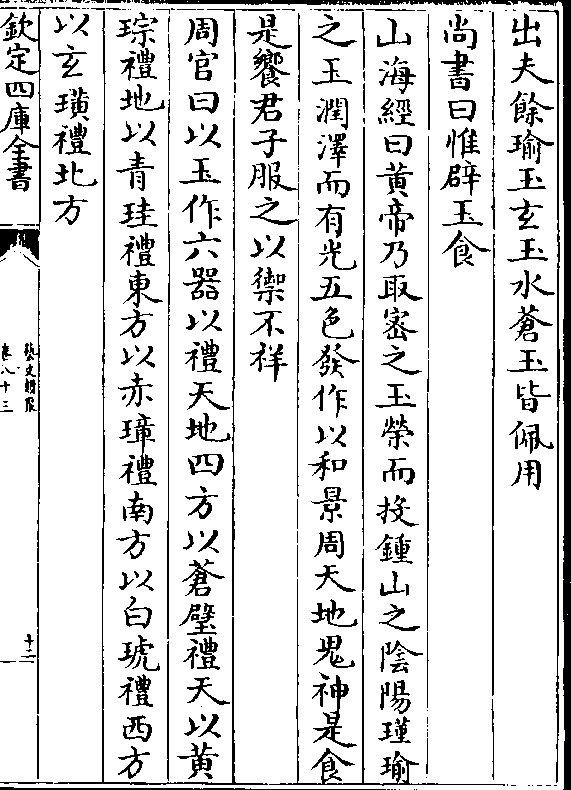 出夫餘瑜玉玄玉水蒼玉皆佩用
尚書曰惟辟玉食
山海經曰黄帝乃取宻之玉榮而投鍾山之陰陽瑾瑜
之玉潤澤而有光五色發作以和景周天地鬼神是食
是饗君子服之以禦不祥
周官曰以玉作六器以禮天地四方以蒼璧禮天以黄
琮禮地以青珪禮東方以赤璋禮南方以白琥禮西方
以玄璜禮北方
欽定四庫全書
藝文類聚
卷八十三
十二